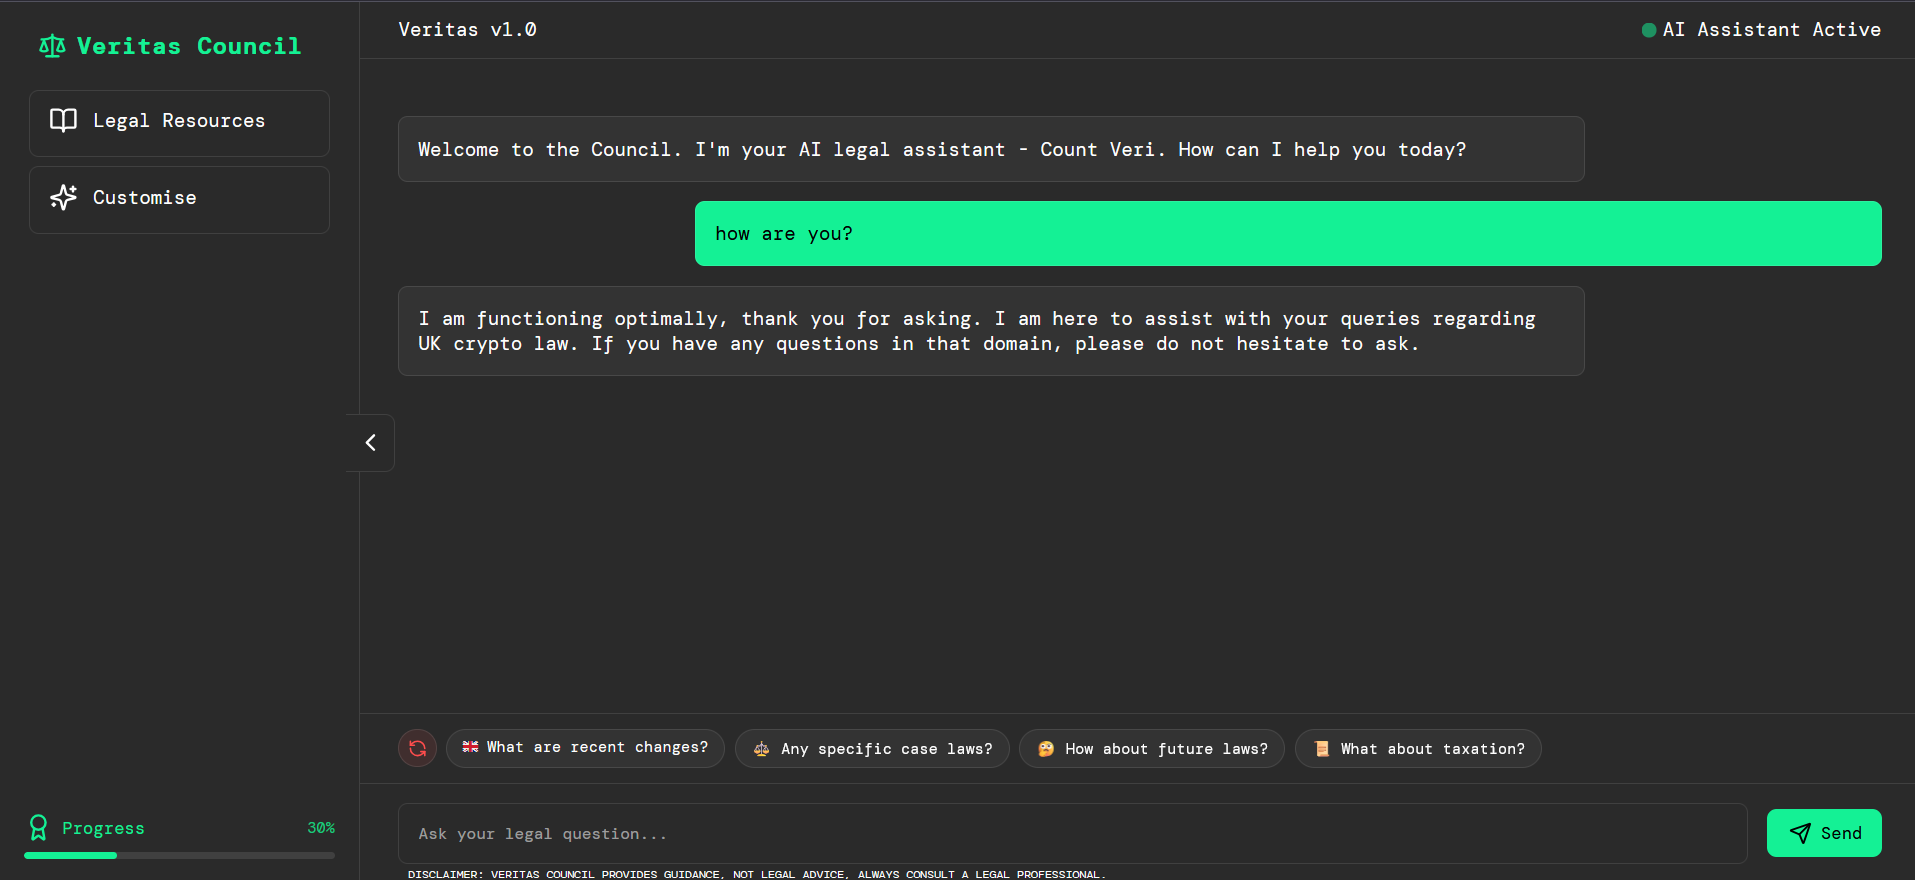 Veritas Council
Legal Resources
Customise
Progress
30%
Veritas v1.0
AI Assistant Active
Welcome to the Council. I'm your AI legal assistant - Count Veri. How can I help you today?
how are you?
I am functioning optimally, thank you for asking. I am here to assist with your queries regarding
UK crypto law. If you have any questions in that domain, please do not hesitate to ask.
What are recent changes?
Any specific case laws?
How about future laws?
What about taxation?
Ask your legal question...
Send
DISCLAIMER: VERITAS COUNCIL PROVIDES GUIDANCE, NOT LEGAL ADVICE, ALWAYS CONSULT A LEGAL PROFESSIONAL.